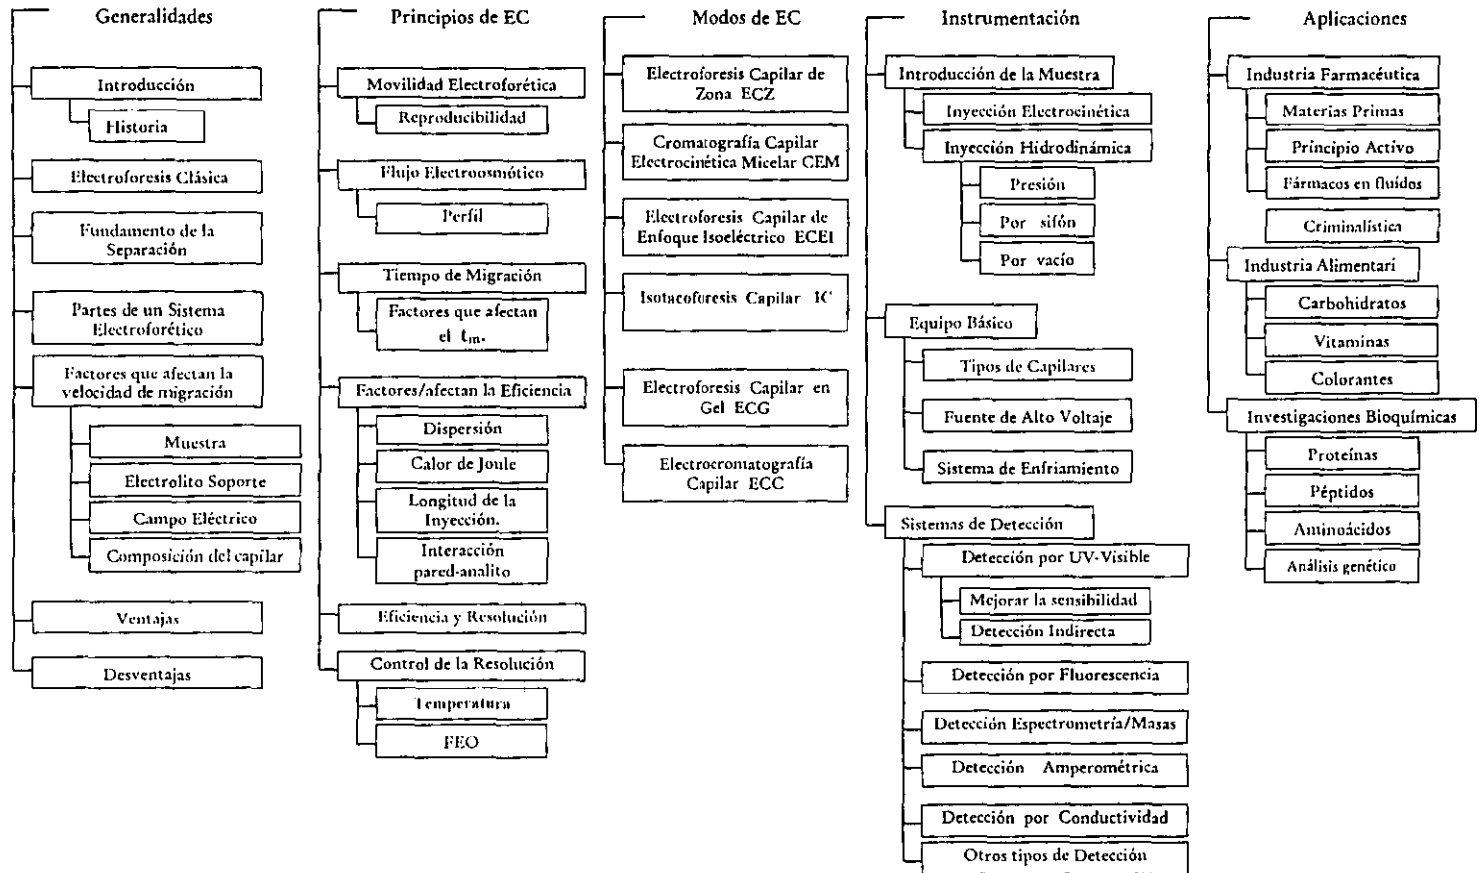 Generalidades
Introducción
Historia
Electroforesis Clásica
Fundamento de la
Separación
Partes de un Sistema
Electroforético
Factores que afectan la
velocidad de migración
Muestra
Electrolito Soporte
Campo Eléctrico
Composición del capilar
Ventajas
Desventajas
Principios de EC
Movilidad Electroforética
Reproducibilidad
Flujo Electroosmótico
Perfil
Tiempo de Migración
Factores que afectan
el tm.
Factores/afectan la Eficiencia
Dispersión
Calor de Joule
Longitud de la
Inyección.
Interacción
pared-analito
Eficiencia y Resolución
Control de la Resolución
Temperatura
FEO
Modos de EC
Electroforesis Capilar de
Zona ECZ
Cromatografía Capilar
Electrocinética Micelar CEM
Electroforesis Capilar de
Enfoque Isoeléctrico ECEI
Isotacoforesis Capilar IC
Electroforesis Capilar en
Gel ECG
Electrocromatografía
Capilar ECC
Instrumentación
Introducción de la Muestra
Inyección Electrocinética
Inyección Hidrodinámica
Presión
Por sifón
Por vacío
Equipo Básico
Tipos de Capilares
Fuente de Alto Voltaje
Sistema de Enfriamiento
Sistemas de Detección
Detección por UV-Visible
Mejorar la sensibilidad
Detección Indirecta
Detección por Fluorescencia
Detección Espectrometría/Masas
Detección Amperométrica
Detección por Conductividad
Otros tipos de Detección
Aplicaciones
Industria Farmacéutica
Materias Primas
Principio Activo
Fármacos en fluídos
Criminalística
Industria Alimentari
Carbohidratos
Vitaminas
Colorantes
Investigaciones Bioquímicas
Proteínas
Péptidos
Aminoácidos
Análisis genético